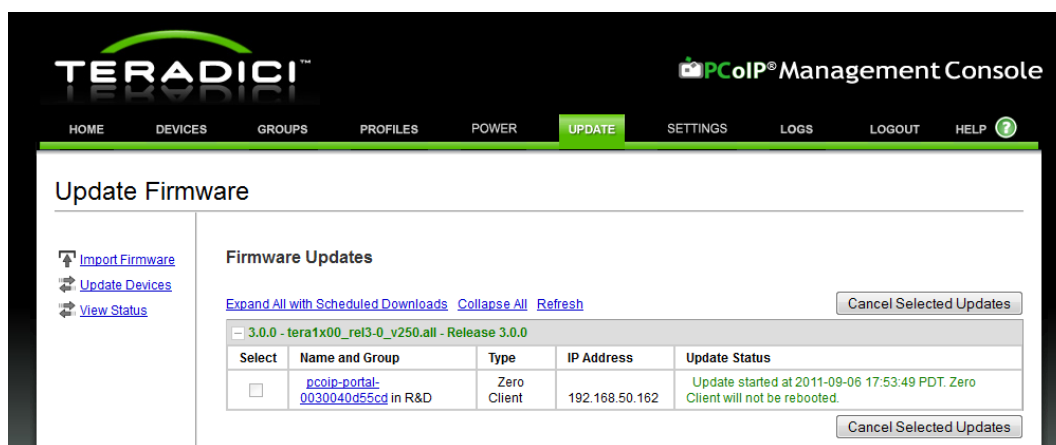 TERADICI™
PCoIP® Management Console
HOME DEVICES GROUPS PROFILES POWER UPDATE SETTINGS LOGS LOGOUT HELP ?
Update Firmware
Import Firmware
Update Devices
View Status
Firmware Updates
Expand All with Scheduled Downloads Collapse All Refresh Cancel Selected Updates
3.0.0 - tera1x00_rel3-0_v250.all - Release 3.0.0
Select Name and Group Type IP Address Update Status
pcoip-portal-
0030040d55cd in R&D
Zero
Client
192.168.50.162
Update started at 2011-09-06 17:53:49 PDT. Zero
Client will not be rebooted.
Cancel Selected Updates